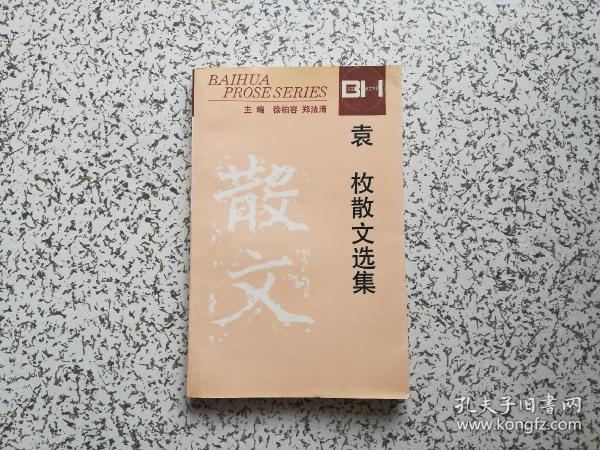 BAIHUA
PROSE SERIES
BH
主编 徐柏容 郑法清
袁 枚散文选集
散文
孔夫子旧书网
www.kongfz.com